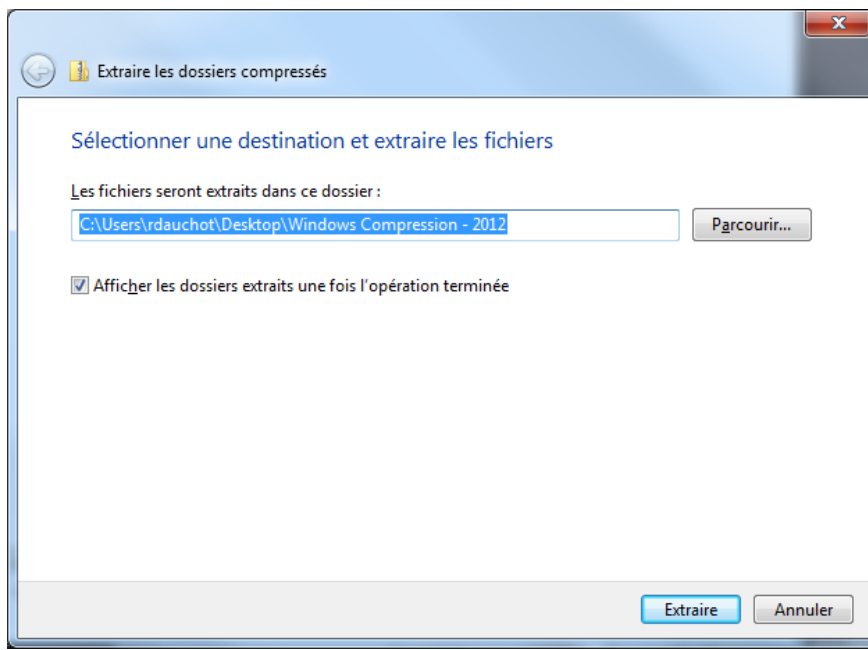 Extraire les dossiers compressés
Sélectionner une destination et extraire les fichiers
Les fichiers seront extraits dans ce dossier :
C:\Users\rdauchot\Desktop\Windows Compression - 2012
Parcourir...
Afficher les dossiers extraits une fois l'opération terminée
Extraire
Annuler